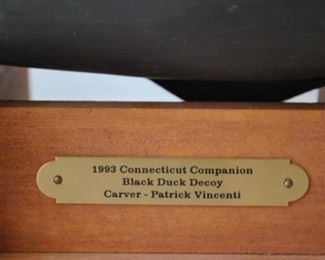 1993 Connecticut Companion
Black Duck Decoy
Carver - Patrick Vincenti